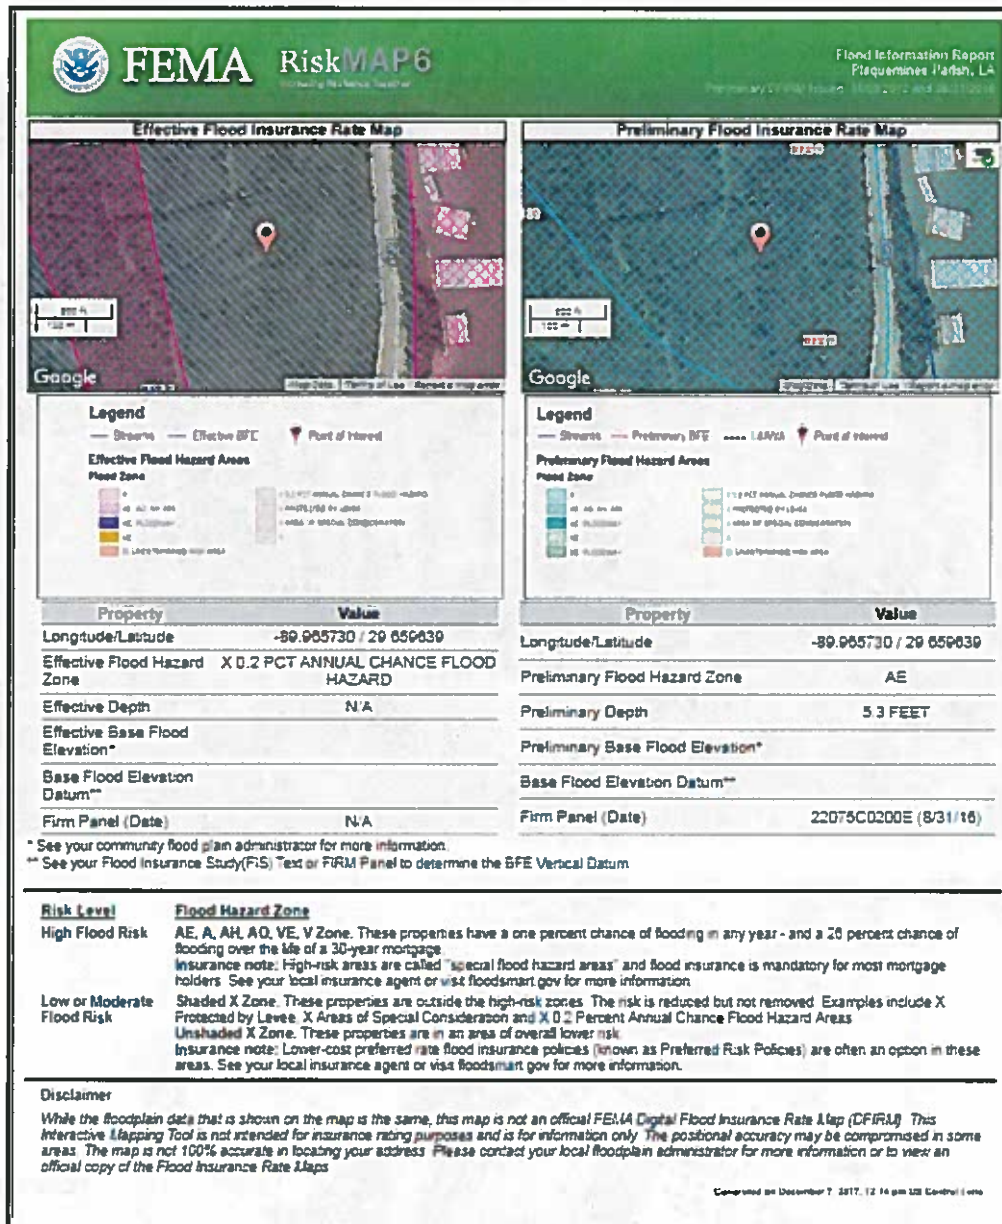 FEMA
RiskMAP6
Flood Information Report
Plaquemines Parish, LA
Effective Flood Insurance Rate Map
Preliminary Flood Insurance Rate Map
Google
Google
Legend
Streams
Effective BFE
Point of Interest
Effective Flood Hazard Areas
Flood Zone
Legend
Streams
Preliminary BFE
LiMWA
Point of Interest
Preliminary Flood Hazard Areas
Flood Zone
Property Value
Longitude/Latitude -89.965730 / 29 659639
Effective Flood Hazard Zone X 0.2 PCT ANNUAL CHANCE FLOOD
HAZARD
Effective Depth N/A
Effective Base Flood
Elevation*
Base Flood Elevation
Datum**
Firm Panel (Date) N/A
Property Value
Longitude/Latitude -89.965730 / 29 659639
Preliminary Flood Hazard Zone AE
Preliminary Depth 5.3 FEET
Preliminary Base Flood Elevation*
Base Flood Elevation Datum**
Firm Panel (Date) 22075C0200E (8/31/16)
* See your community flood plain administrator for more information.
** See your Flood Insurance Study(FIS) Text or FIRM Panel to determine the BFE Vertical Datum
Risk Level Flood Hazard Zone
High Flood Risk AE, A, AH, AO, VE, V Zone. These properties have a one percent chance of flooding in any year - and a 26 percent chance of
flooding over the life of a 30-year mortgage.
Insurance note: High-risk areas are called "special flood hazard areas" and flood insurance is mandatory for most mortgage
holders. See your local insurance agent or visit floodsmart gov for more information
Low or Moderate Shaded X Zone. These properties are outside the high-risk zones. The risk is reduced but not removed. Examples include X
Flood Risk Protected by Levee, X Areas of Special Consideration and X 0.2 Percent Annual Chance Flood Hazard Areas
Unshaded X Zone. These properties are in an area of overall lower risk.
Insurance note: Lower-cost preferred rate flood insurance policies (known as Preferred Risk Policies) are often an option in these
areas. See your local insurance agent or visit floodsmart gov for more information.
Disclaimer
While the floodplain data that is shown on the map is the same, this map is not an official FEMA Digital Flood Insurance Rate Map (DFIRM). This
Interactive Mapping Tool is not intended for insurance rating purposes and is for information only. The positional accuracy may be compromised in some
areas. The map is not 100% accurate in locating your address. Please contact your local floodplain administrator for more information or to view an
official copy of the Flood Insurance Rate Maps
Generated on December 7, 2017, 12:14 pm US Central Time